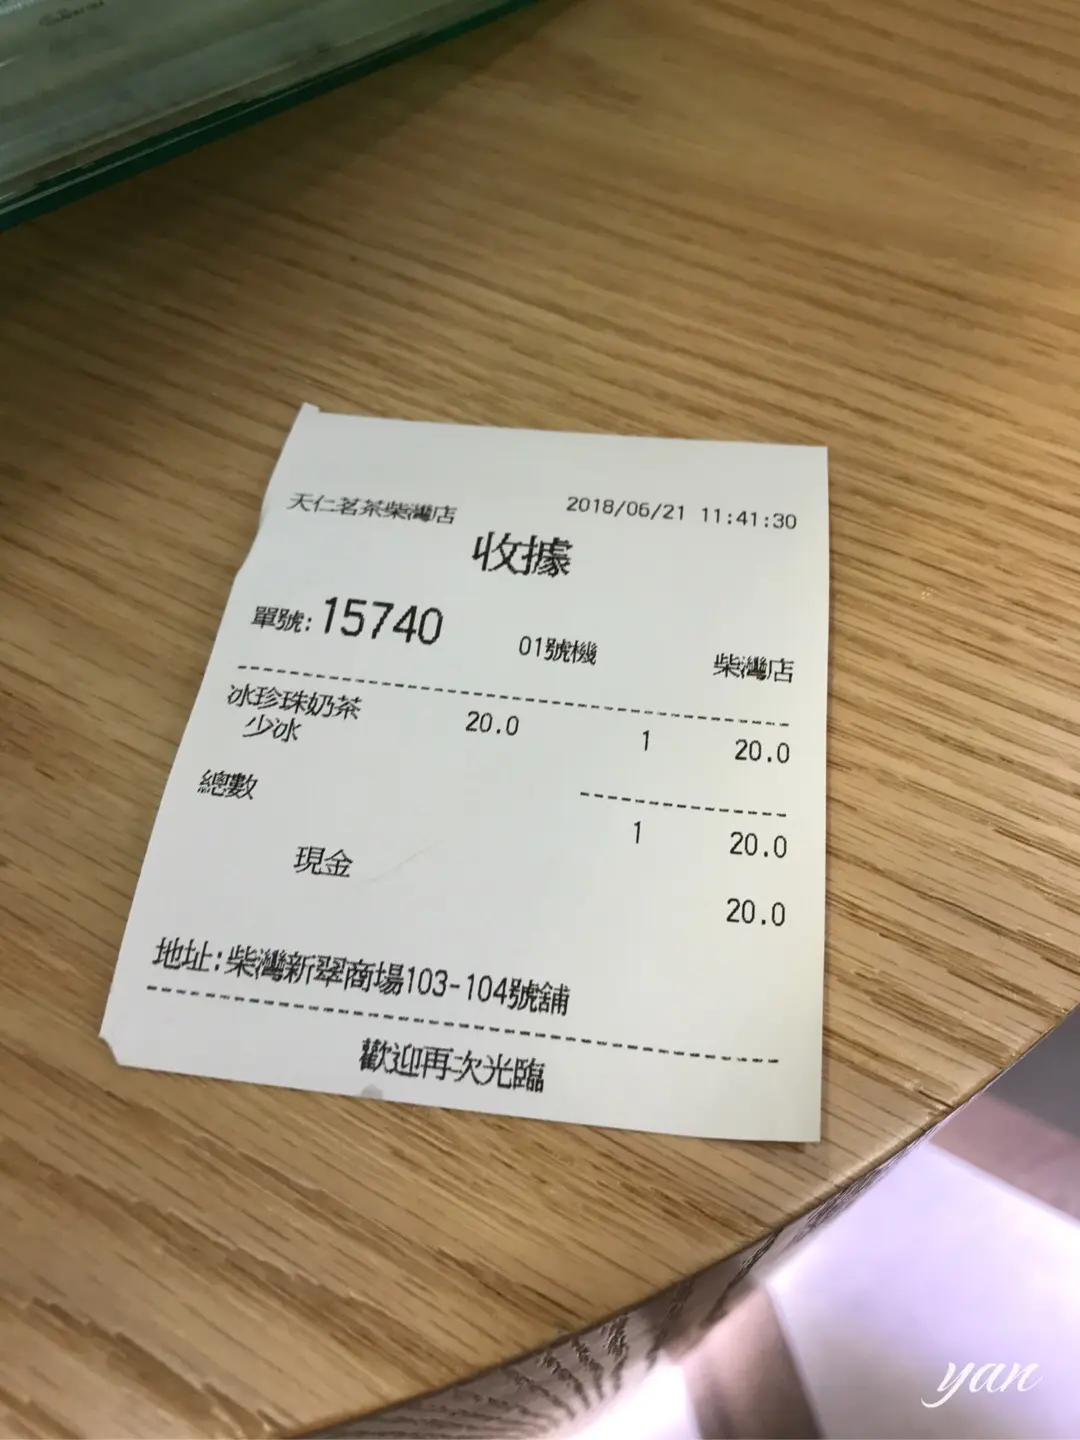 天仁茗茶柴灣店 2018/06/21 11:41:30
收據
單號:15740 01號機 柴灣店
冰珍珠奶茶 20.0 1 20.0
少冰
總數 1 20.0
現金 20.0
地址:柴灣新翠商場103-104號舖
歡迎再次光臨
yan